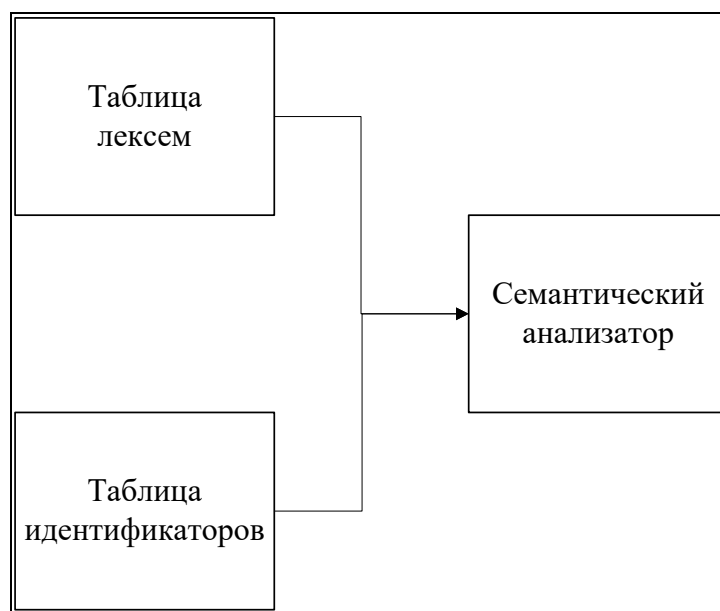 Таблица
лексем
Семантический
анализатор
Таблица
идентификаторов